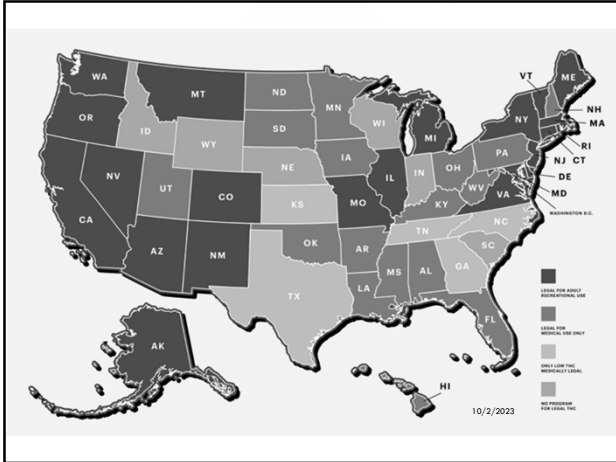 WA
MT
ND
MN
VT
ME
OR
ID
SD
WI
MI
NY
NH
MA
WY
IA
RI
NV
NE
PA
NJ CT
UT
CO
IL
IN
OH
DE
CA
KS
MO
WV
VA
MD
KY
WASHINGTON D.C.
AZ
NM
OK
AR
TN
NC
SC
TX
LA
MS
AL
GA
FL
AK
HI
LEGAL FOR ADULT
RECREATIONAL USE
LEGAL FOR
MEDICAL USE ONLY
ONLY LOW THC
MEDICALLY LEGAL
NO PROGRAM
FOR LEGAL THC
10/2/2023